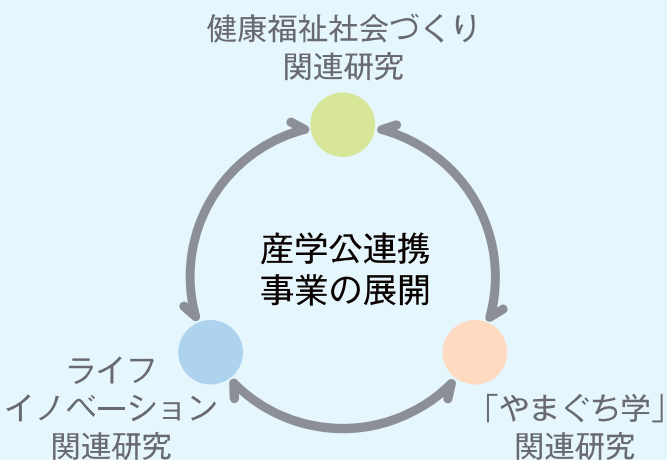 健康福祉社会づくり
関連研究
産学公連携
事業の展開
ライフ
イノベーション
関連研究
「やまぐち学」
関連研究